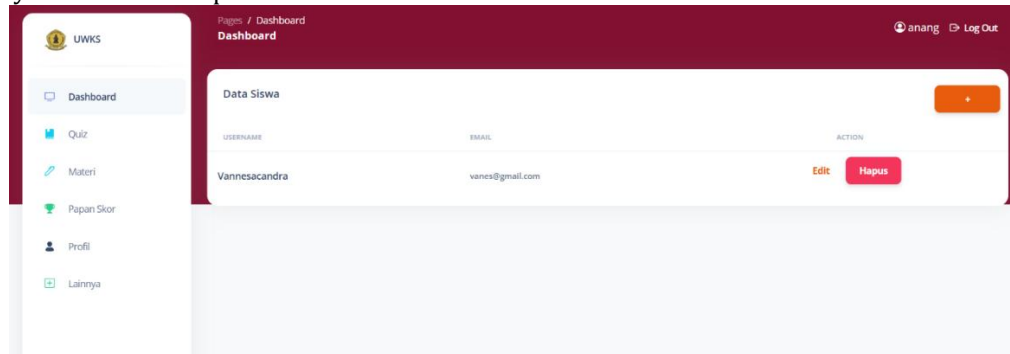 UWKS
Dashboard
Quiz
Materi
Papan Skor
Profil
Lainnya
Pages / Dashboard
Dashboard
anang Log Out
Data Siswa
+
USERNAME EMAIL ACTION
Vannesacandra vanes@gmail.com Edit Hapus